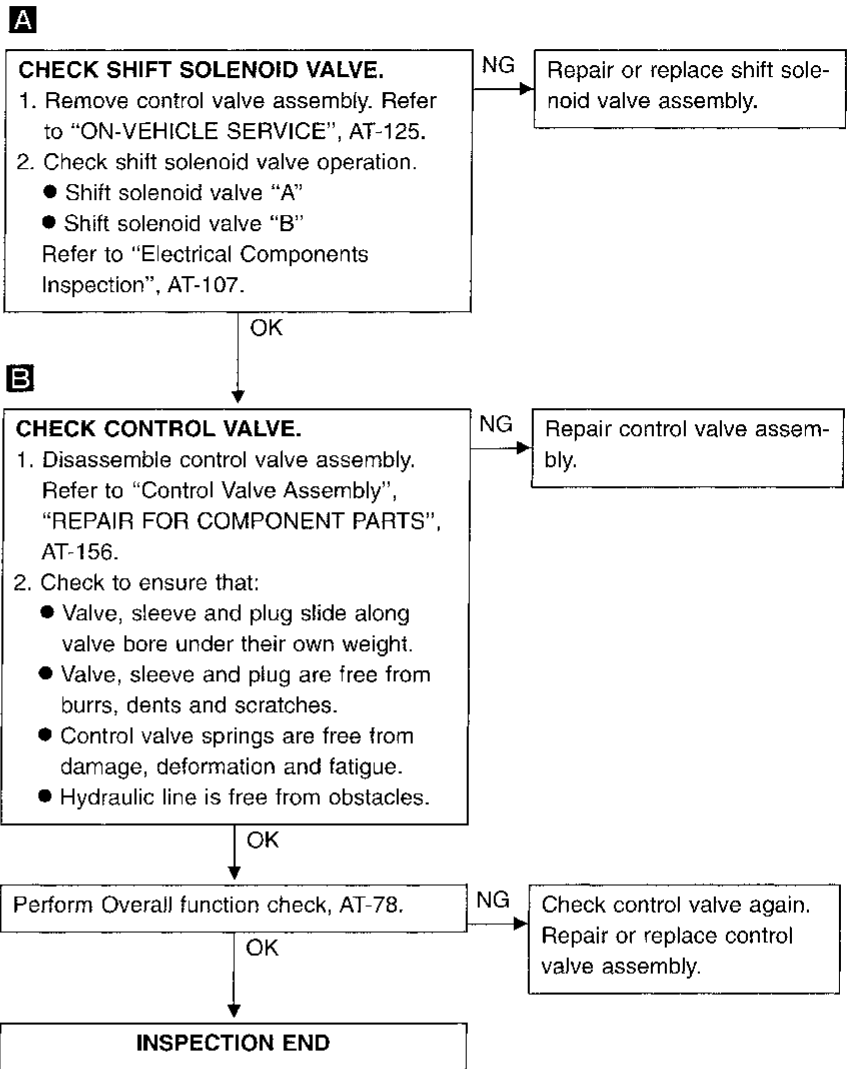 A
CHECK SHIFT SOLENOID VALVE.
1. Remove control valve assembly. Refer
to “ON-VEHICLE SERVICE”, AT-125.
2. Check shift solenoid valve operation.
● Shift solenoid valve “A”
● Shift solenoid valve “B”
Refer to “Electrical Components
Inspection”, AT-107.
NG
Repair or replace shift sole-
noid valve assembly.
OK
B
CHECK CONTROL VALVE.
1. Disassemble control valve assembly.
Refer to “Control Valve Assembly”,
“REPAIR FOR COMPONENT PARTS”,
AT-156.
2. Check to ensure that:
● Valve, sleeve and plug slide along
valve bore under their own weight.
● Valve, sleeve and plug are free from
burrs, dents and scratches.
● Control valve springs are free from
damage, deformation and fatigue.
● Hydraulic line is free from obstacles.
NG
Repair control valve assem-
bly.
OK
Perform Overall function check, AT-78.
NG
Check control valve again.
Repair or replace control
valve assembly.
OK
INSPECTION END